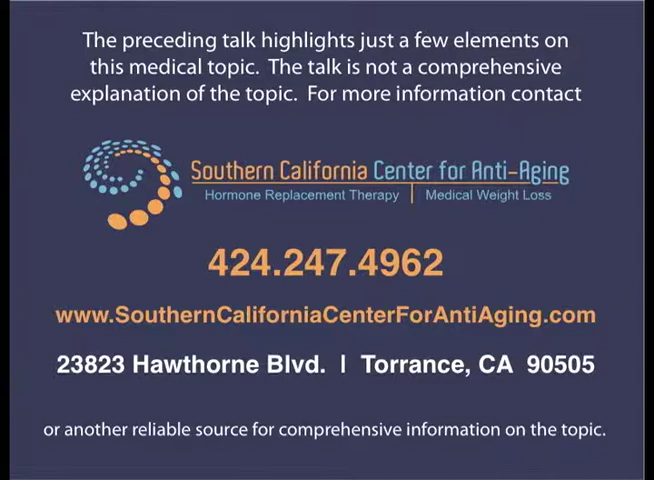 The preceding talk highlights just a few elements on
this medical topic. The talk is not a comprehensive
explanation of the topic. For more information contact
Southern California Center for Anti-Aging
Hormone Replacement Therapy | Medical Weight Loss
424.247.4962
www.SouthernCaliforniaCenterForAntiAging.com
23823 Hawthorne Blvd. | Torrance, CA 90505
or another reliable source for comprehensive information on the topic.